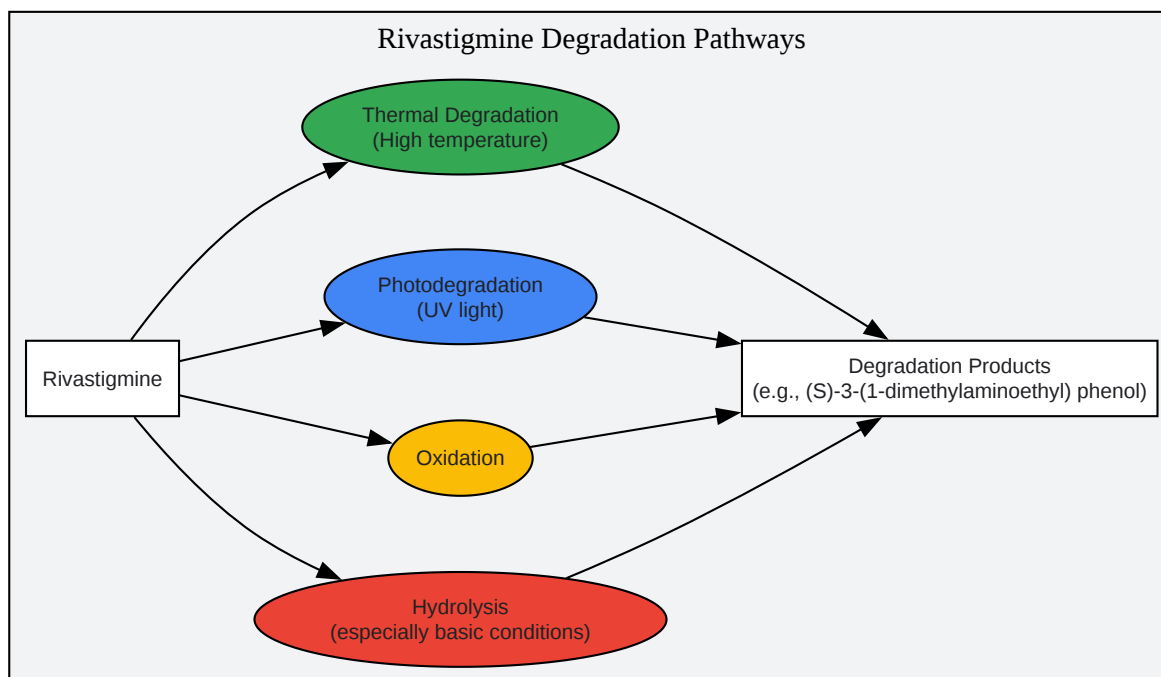 Rivastigmine Degradation Pathways
Thermal Degradation
(High temperature)
Photodegradation
(UV light)
Rivastigmine
Degradation Products
(e.g., (S)-3-(1-dimethylaminoethyl) phenol)
Oxidation
Hydrolysis
(especially basic conditions)